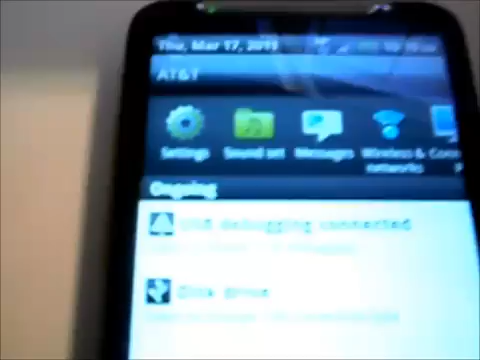 Thu, Mar 17, 2011
AT&T
Settings Sound set Messages Wireless &
networks
Ongoing
USB debugging connected
Disk drive